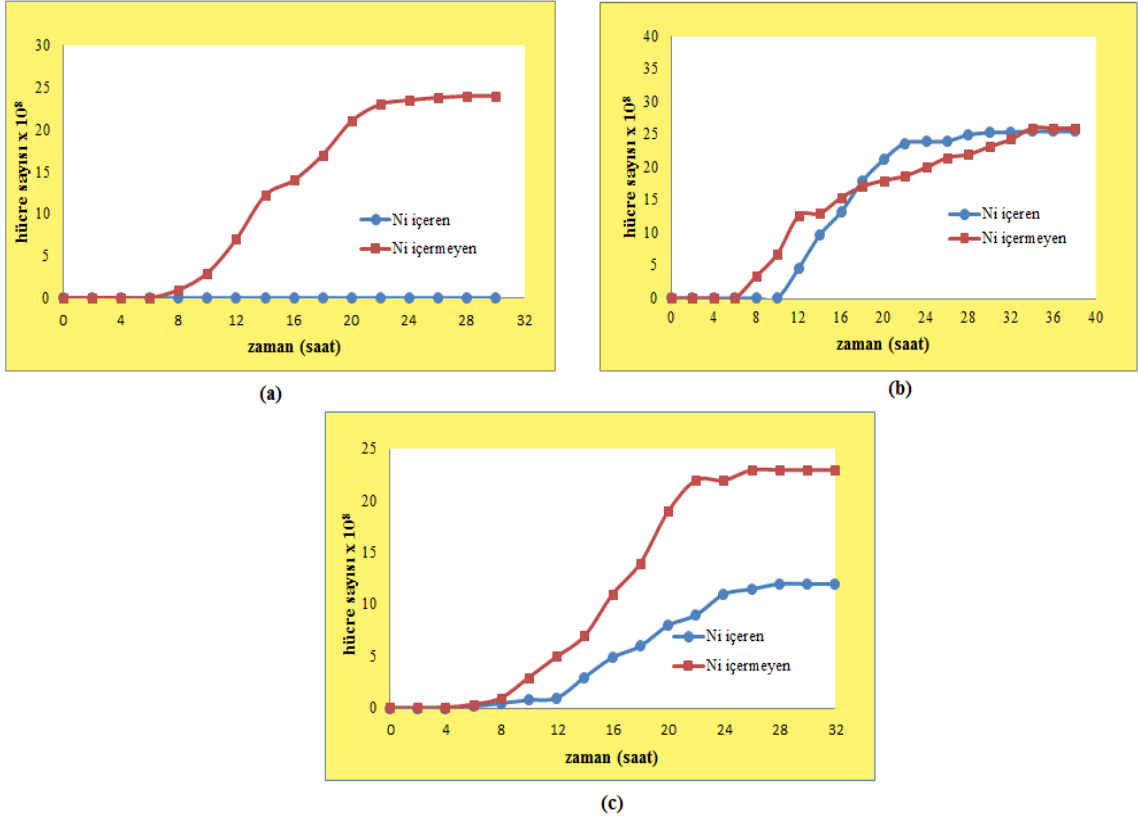 30
25
20
15
10
5
0
hücre sayısı x 10⁸
Ni içeren
Ni içermeyen
0 4 8 12 16 20 24 28 32
zaman (saat)
(a)
40
35
30
25
20
15
10
5
0
hücre sayısı x 10⁸
Ni içeren
Ni içermeyen
0 4 8 12 16 20 24 28 32 36 40
zaman (saat)
(b)
25
20
15
10
5
0
hücre sayısı x 10⁸
Ni içeren
Ni içermeyen
0 4 8 12 16 20 24 28 32
zaman (saat)
(c)